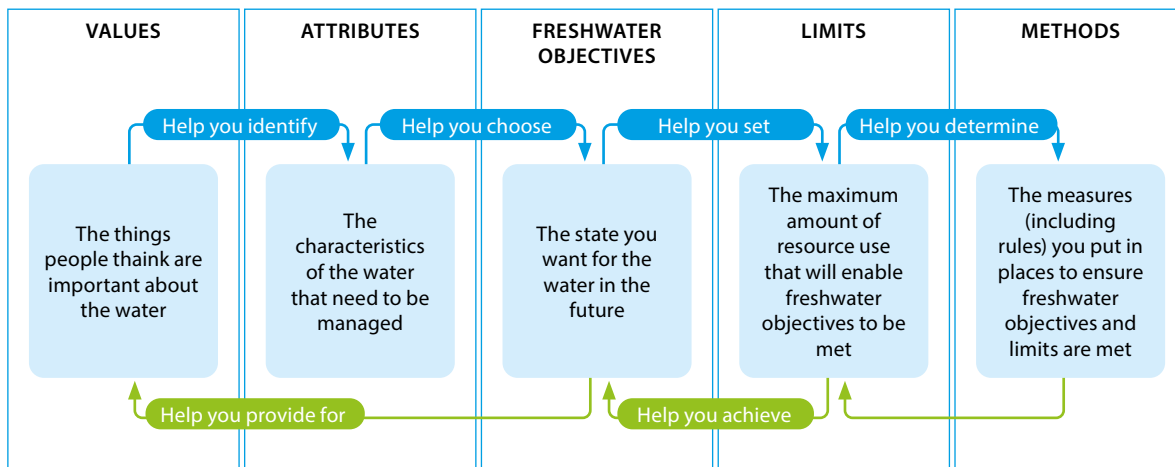 VALUES
ATTRIBUTES
FRESHWATER
OBJECTIVES
LIMITS
METHODS
Help you identify
Help you choose
Help you set
Help you determine
The things
people thaink are
important about
the water
The
characteristics
of the water
that need to be
managed
The state you
want for the
water in the
future
The maximum
amount of
resource use
that will enable
freshwater
objectives to be
met
The measures
(including
rules) you put in
places to ensure
freshwater
objectives and
limits are met
Help you provide for
Help you achieve